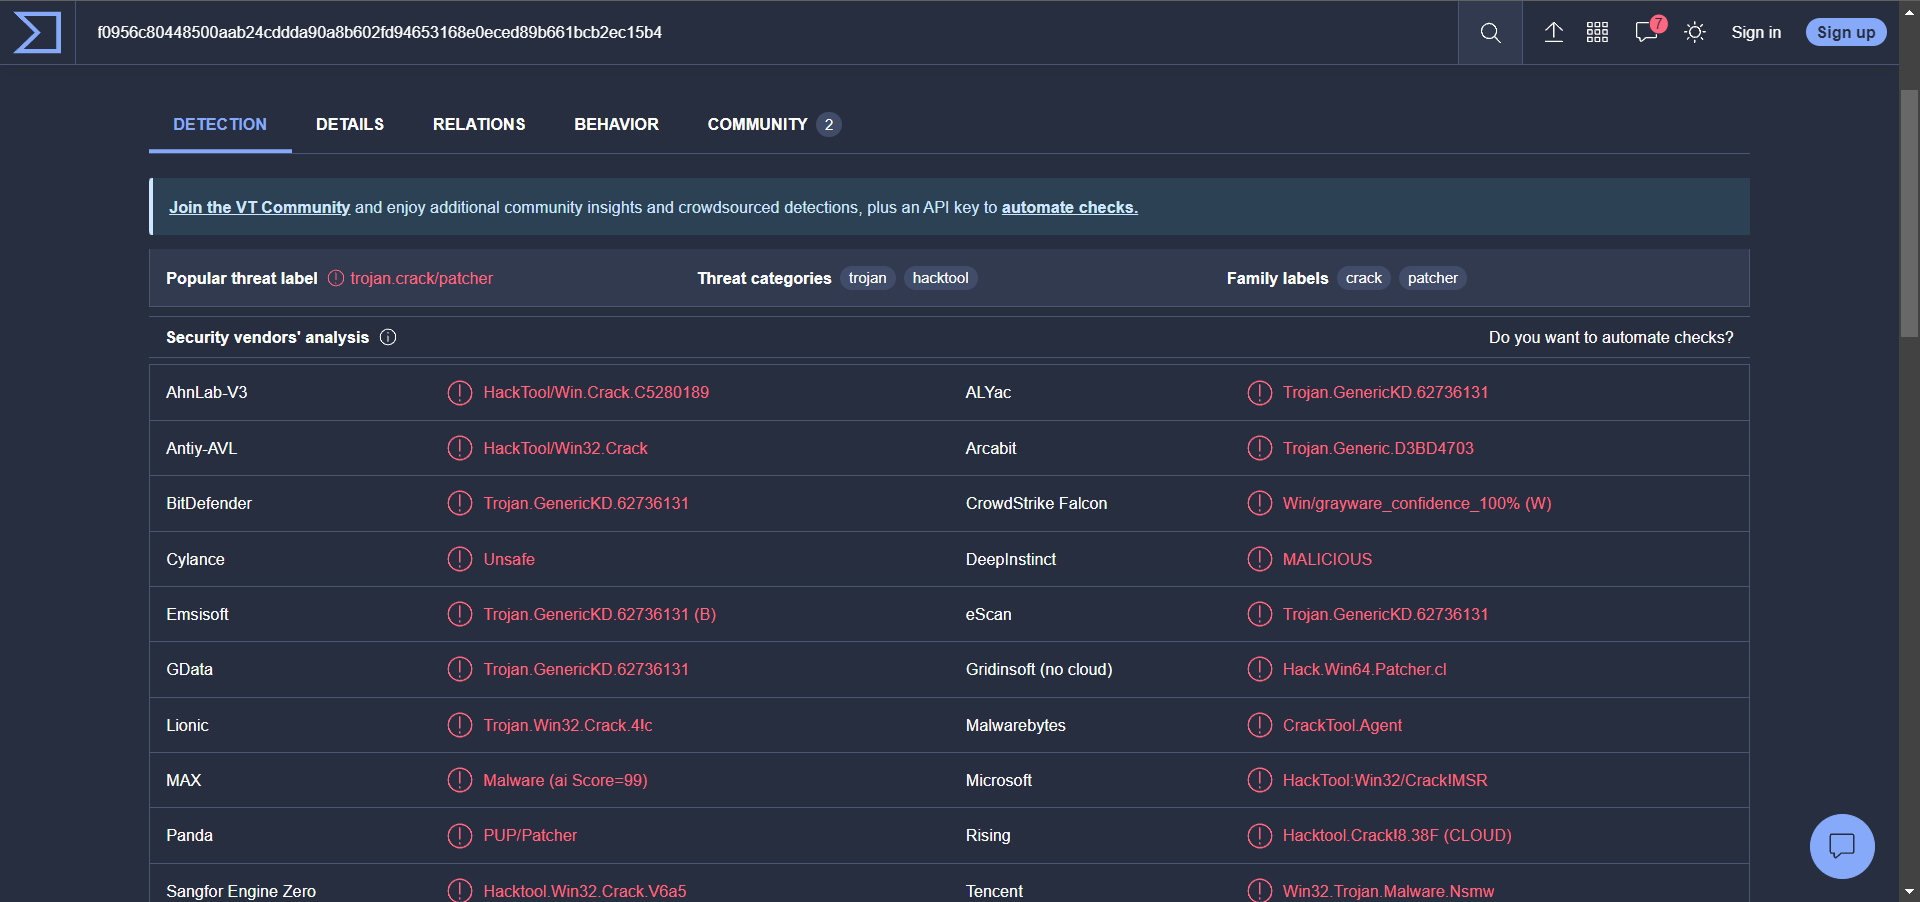 f0956c80448500aab24cddda90a8b602fd94653168e0eced89b661bcb2ec15b4
7
Sign in
Sign up
DETECTION
DETAILS
RELATIONS
BEHAVIOR
COMMUNITY 2
Join the VT Community and enjoy additional community insights and crowdsourced detections, plus an API key to automate checks.
Popular threat label trojan.crack/patcher
Threat categories trojan hacktool
Family labels crack patcher
Security vendors' analysis
Do you want to automate checks?
AhnLab-V3 HackTool/Win.Crack.C5280189
ALYac Trojan.GenericKD.62736131
Antiy-AVL HackTool/Win32.Crack
Arcabit Trojan.Generic.D3BD4703
BitDefender Trojan.GenericKD.62736131
CrowdStrike Falcon Win/grayware_confidence_100% (W)
Cylance Unsafe
DeepInstinct MALICIOUS
Emsisoft Trojan.GenericKD.62736131 (B)
eScan Trojan.GenericKD.62736131
GData Trojan.GenericKD.62736131
Gridinsoft (no cloud) Hack.Win64.Patcher.cl
Lionic Trojan.Win32.Crack.4!c
Malwarebytes CrackTool.Agent
MAX Malware (ai Score=99)
Microsoft HackTool:Win32/Crack!MSR
Panda PUP/Patcher
Rising Hacktool.Crack!8.38F (CLOUD)
Sangfor Engine Zero Hacktool.Win32.Crack.V6a5
Tencent Win32.Trojan.Malware.Nsmw